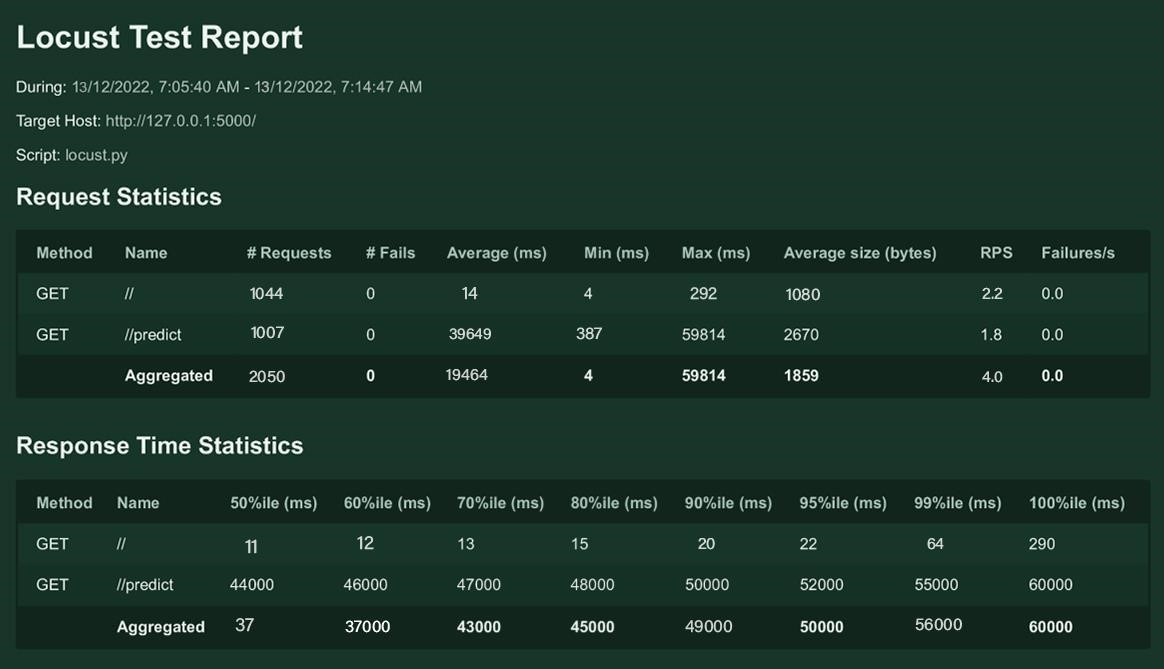 Locust Test Report
During: 13/12/2022, 7:05:40 AM - 13/12/2022, 7:14:47 AM
Target Host: http://127.0.0.1:5000/
Script: locust.py
Request Statistics
Method Name # Requests # Fails Average (ms) Min (ms) Max (ms) Average size (bytes) RPS Failures/s
GET // 1044 0 14 4 292 1080 2.2 0.0
GET //predict 1007 0 39649 387 59814 2670 1.8 0.0
Aggregated 2050 0 19464 4 59814 1859 4.0 0.0
Response Time Statistics
Method Name 50%ile (ms) 60%ile (ms) 70%ile (ms) 80%ile (ms) 90%ile (ms) 95%ile (ms) 99%ile (ms) 100%ile (ms)
GET // 11 12 13 15 20 22 64 290
GET //predict 44000 46000 47000 48000 50000 52000 55000 60000
Aggregated 37 37000 43000 45000 49000 50000 56000 60000